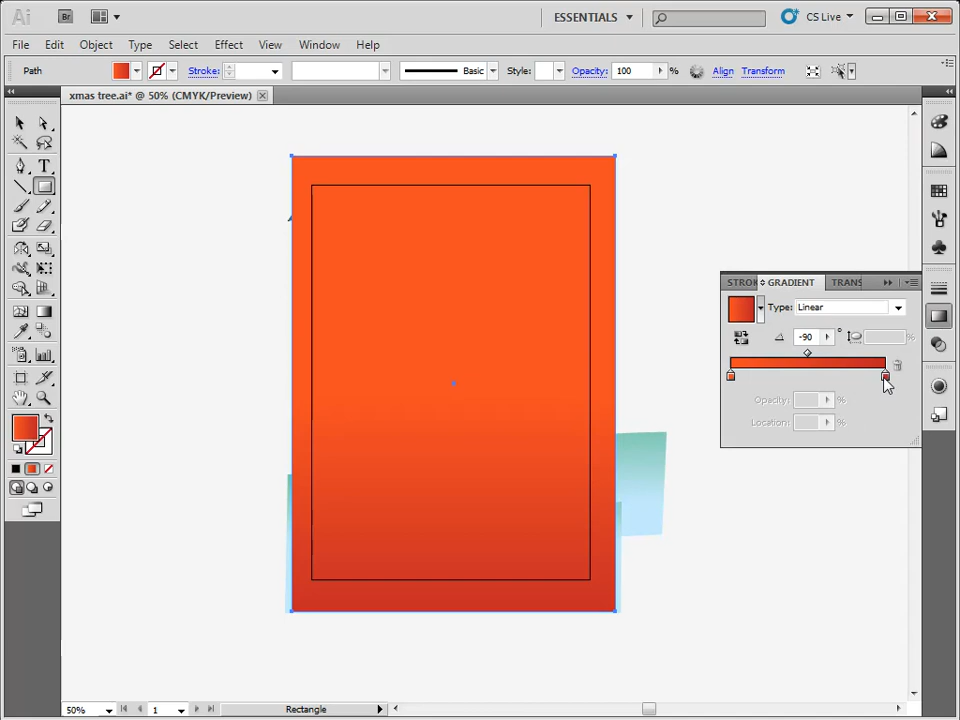 Ai Br ESSENTIALS CS Live
File Edit Object Type Select Effect View Window Help
Path Stroke: Basic Style: Opacity: 100 % Align Transform
xmas tree.ai* @ 50% (CMYK/Preview)
T
STROK GRADIENT TRANS
Type: Linear
-90 ° %
Opacity: %
Location: %
50% 1 Rectangle